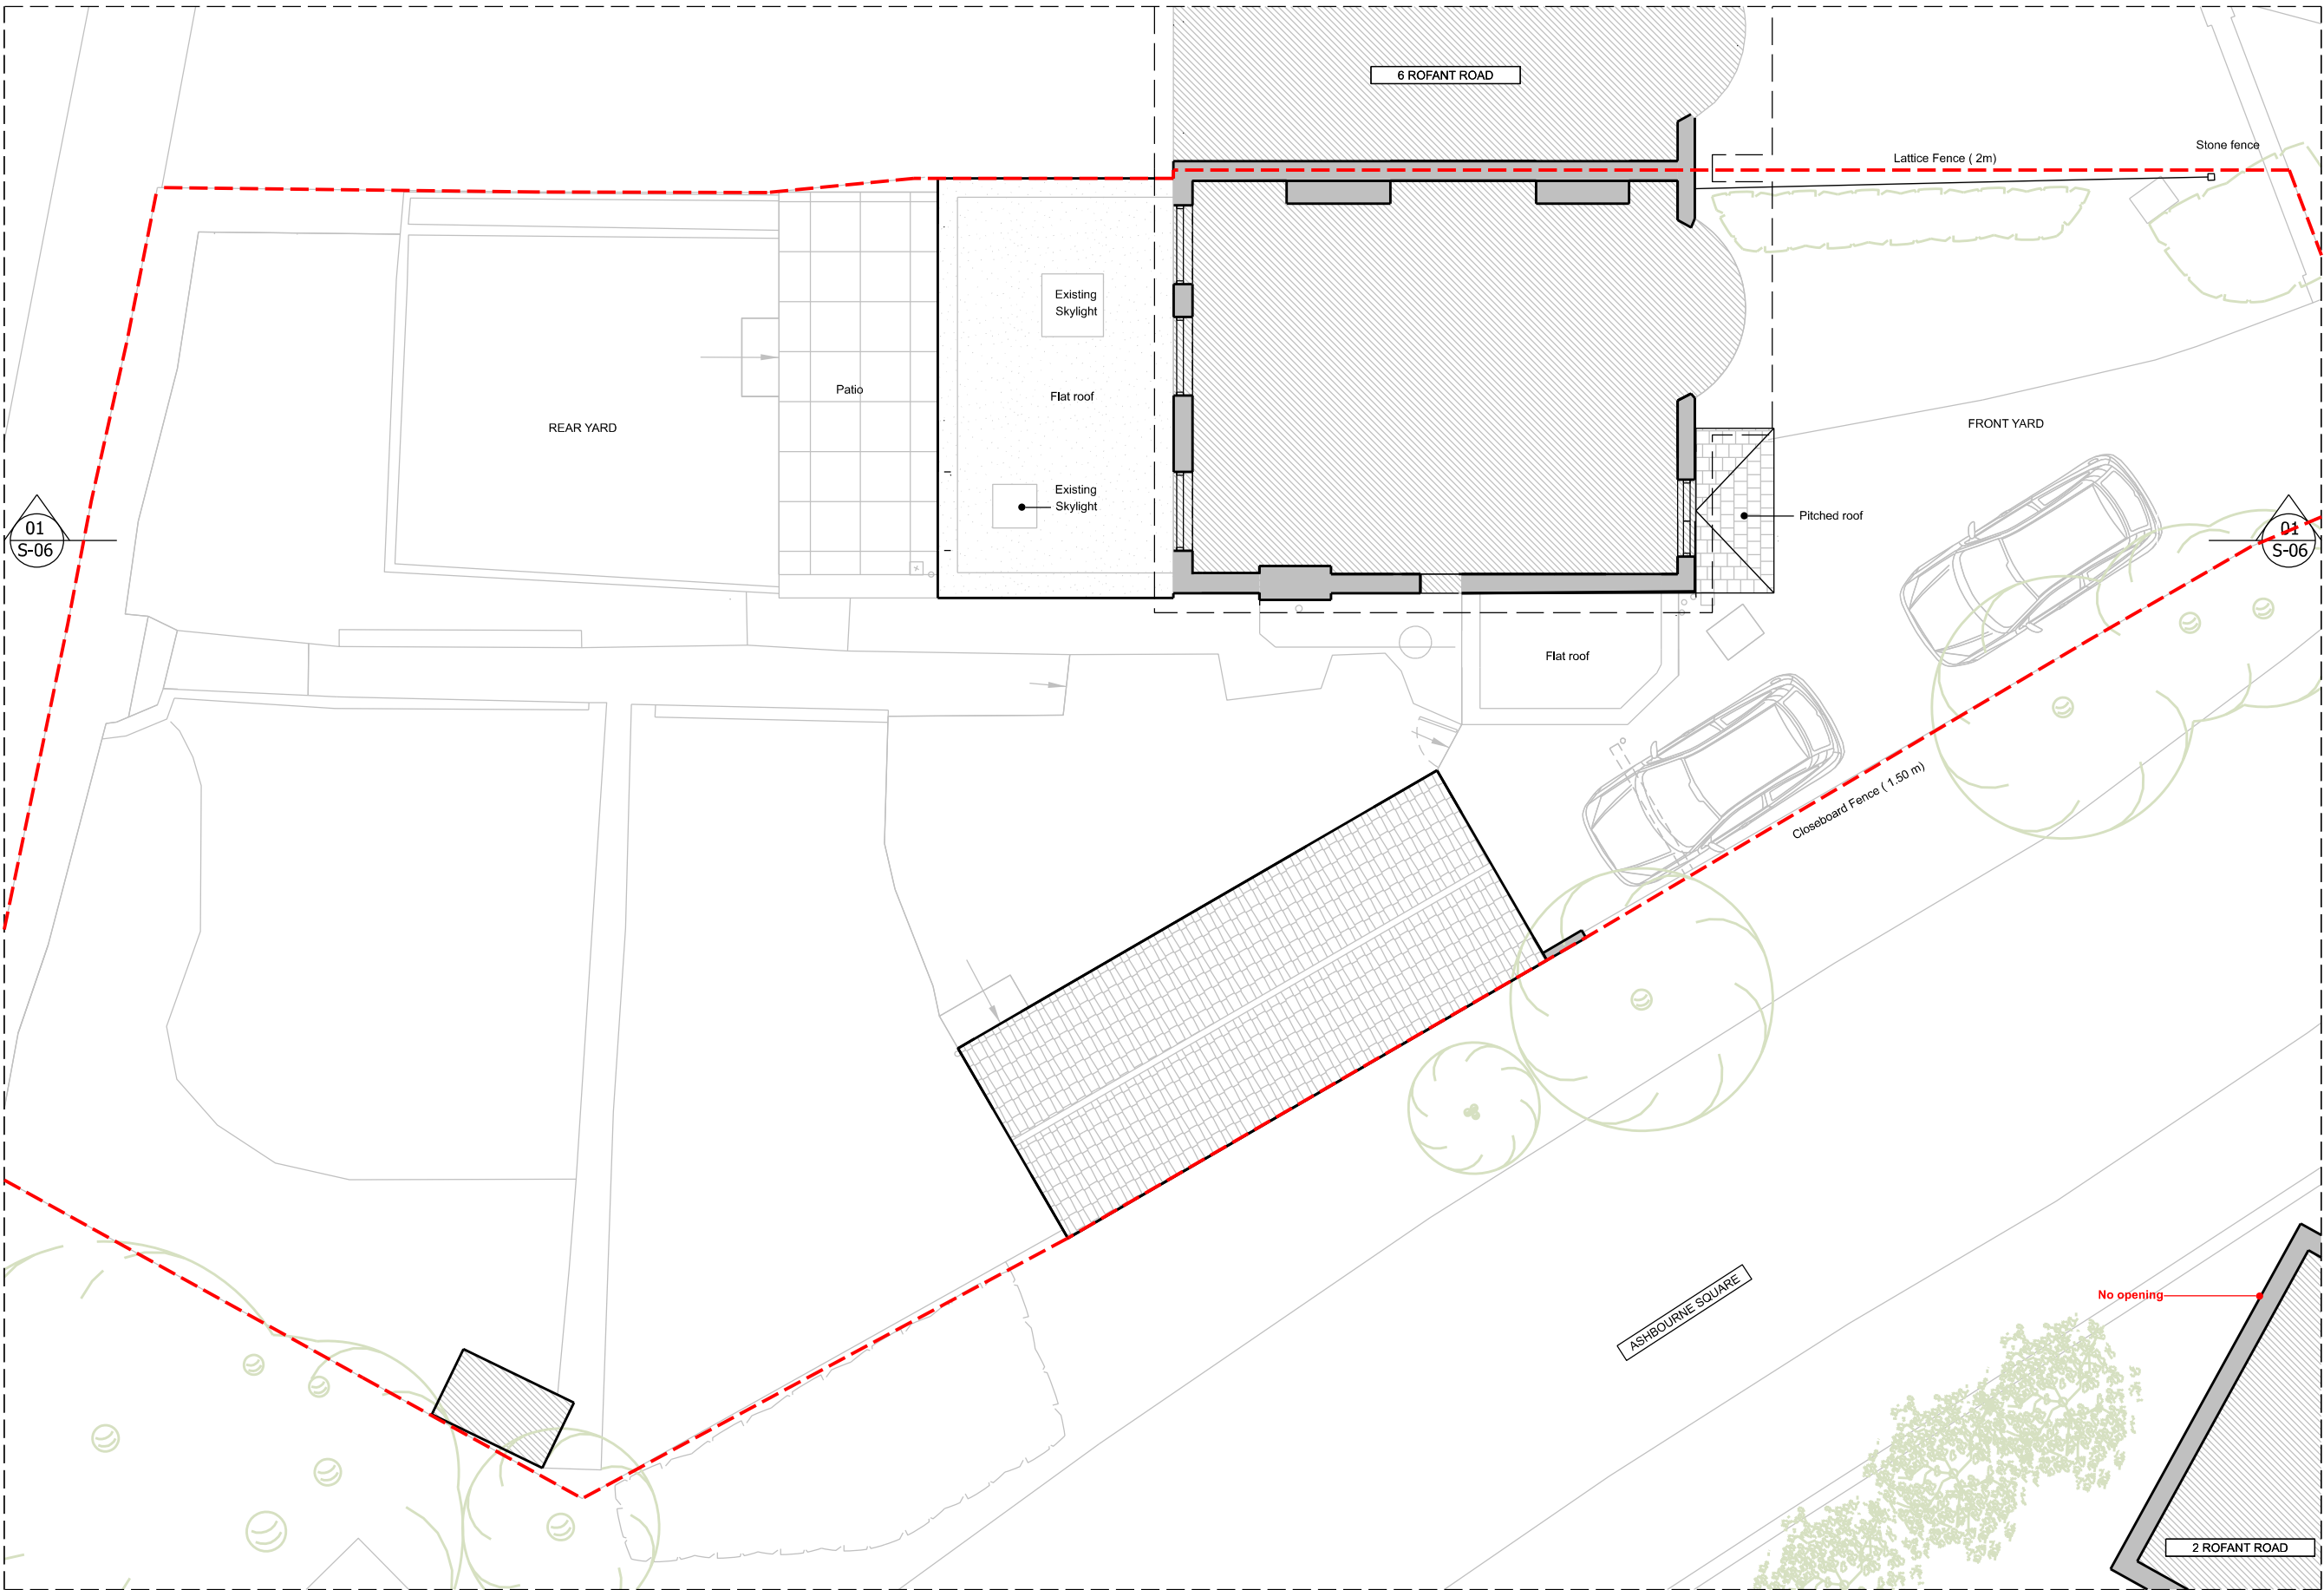 6 ROFANT ROAD
Stone fence
Lattice Fence ( 2m)
Existing
Skylight
Patio
Flat roof
REAR YARD
FRONT YARD
Existing
Skylight
Pitched roof
01
S-06
01
S-06
Flat roof
Closeboard Fence ( 1.50 m)
ASHBOURNE SQUARE
No opening
2 ROFANT ROAD